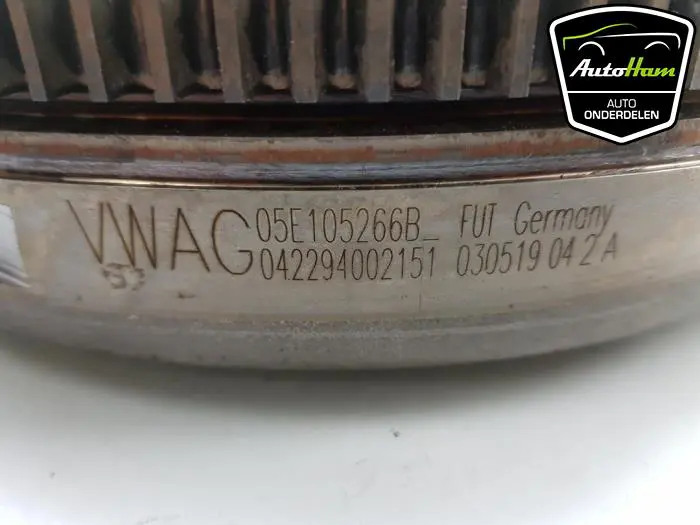 AutoHam
AUTO
ONDERDELEN
VWAG 05E105266B_ FUT Germany
042294002151 030519 04 2 A